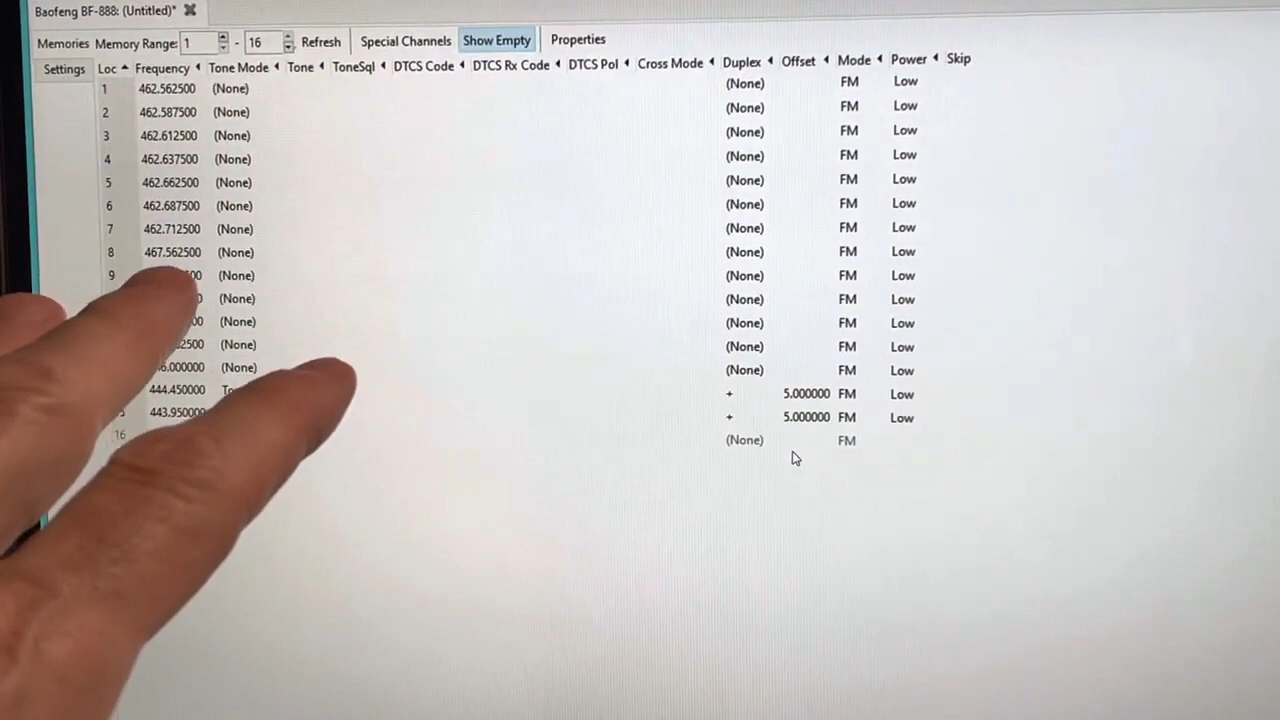 Baofeng BF-888: (Untitled)*
Memories Memory Range: 1 - 16 Refresh Special Channels Show Empty Properties
Settings Loc Frequency Tone Mode Tone ToneSql DTCS Code DTCS Rx Code DTCS Pol Cross Mode Duplex Offset Mode Power Skip
1 462.562500 (None) (None) FM Low
2 462.587500 (None) (None) FM Low
3 462.612500 (None) (None) FM Low
4 462.637500 (None) (None) FM Low
5 462.662500 (None) (None) FM Low
6 462.687500 (None) (None) FM Low
7 462.712500 (None) (None) FM Low
8 467.562500 (None) (None) FM Low
9 (None) (None) FM Low
(None) (None) FM Low
(None) (None) FM Low
(None) (None) FM Low
(None) (None) FM Low
444.450000 + 5.000000 FM Low
443.950000 + 5.000000 FM Low
16 (None) FM